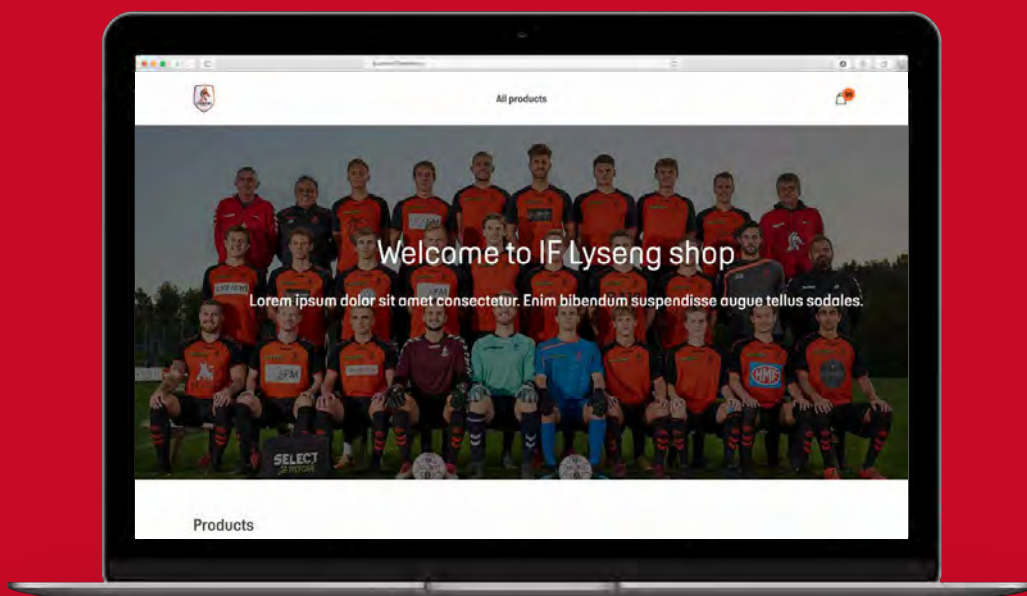 All products
Welcome to IF Lyseng shop
Lorem ipsum dolor sit amet consectetur. Enim bibendum suspendisse augue tellus sodales.
HMF
SELECT
Products